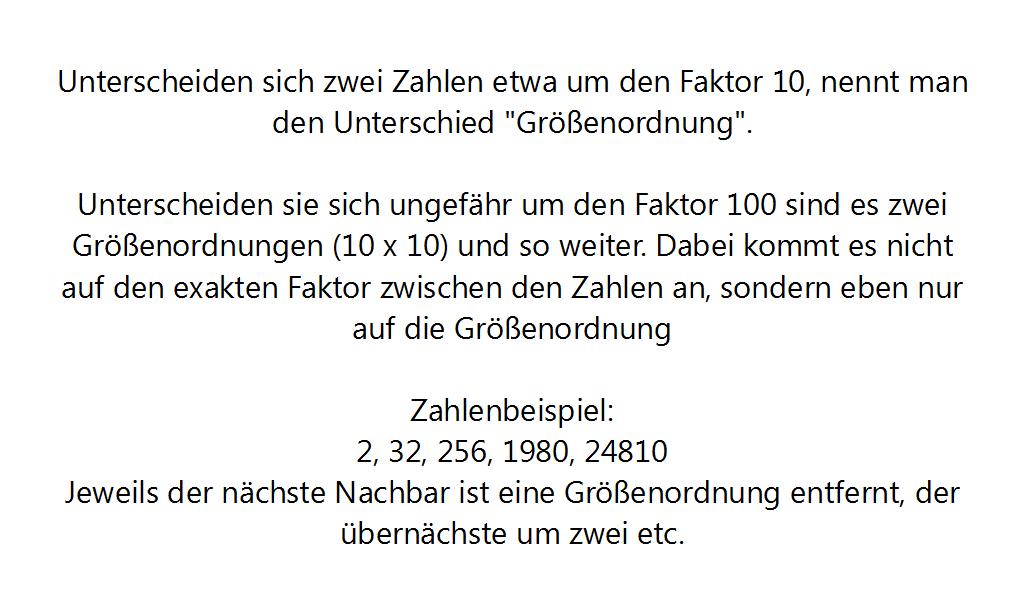 Unterscheiden sich zwei Zahlen etwa um den Faktor 10, nennt man
den Unterschied "Größenordnung".
Unterscheiden sie sich ungefähr um den Faktor 100 sind es zwei
Größenordnungen (10 x 10) und so weiter. Dabei kommt es nicht
auf den exakten Faktor zwischen den Zahlen an, sondern eben nur
auf die Größenordnung
Zahlenbeispiel:
2, 32, 256, 1980, 24810
Jeweils der nächste Nachbar ist eine Größenordnung entfernt, der
übernächste um zwei etc.